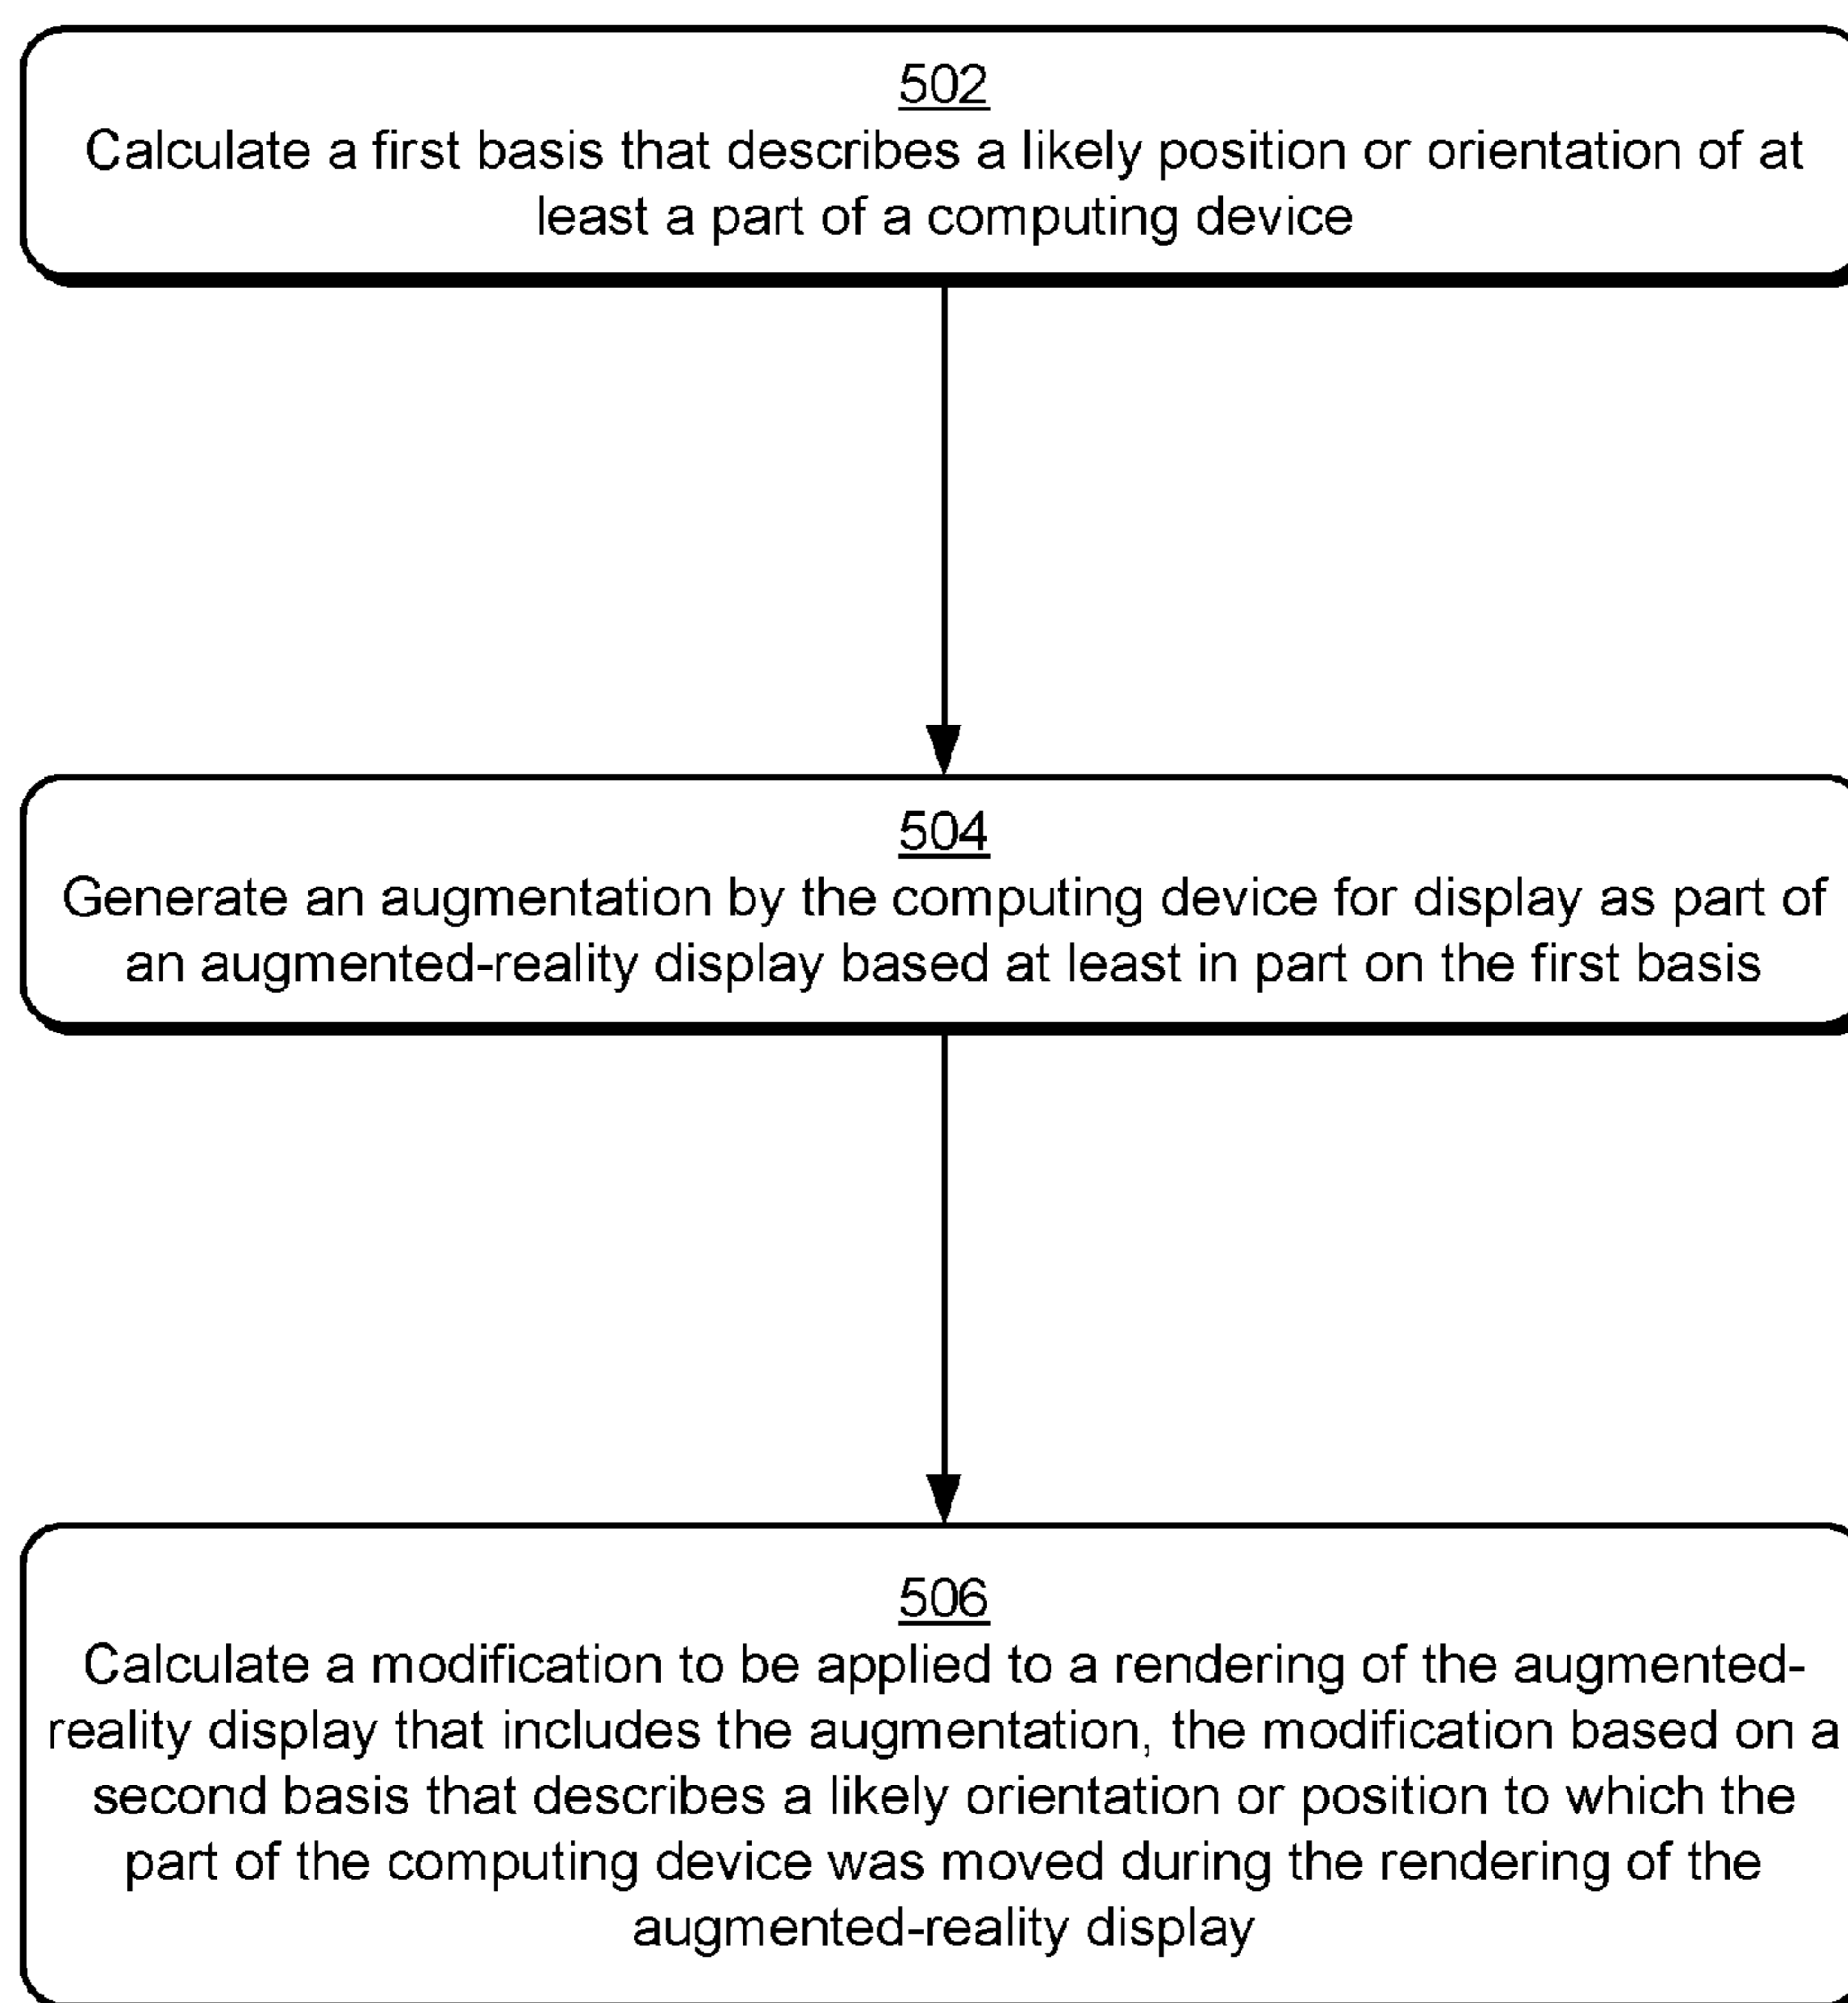 502
Calculate a first basis that describes a likely position or orientation of at
least a part of a computing device
504
Generate an augmentation by the computing device for display as part of
an augmented-reality display based at least in part on the first basis
506
Calculate a modification to be applied to a rendering of the augmented-
reality display that includes the augmentation, the modification based on a
second basis that describes a likely orientation or position to which the
part of the computing device was moved during the rendering of the
augmented-reality display